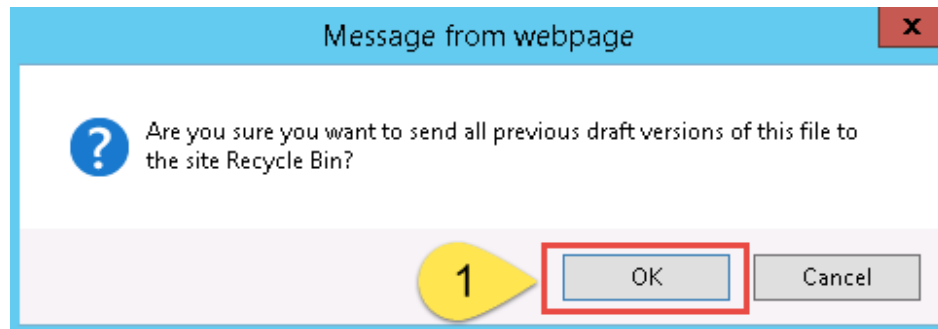 Message from webpage
x
?
Are you sure you want to send all previous draft versions of this file to
the site Recycle Bin?
1
OK
Cancel